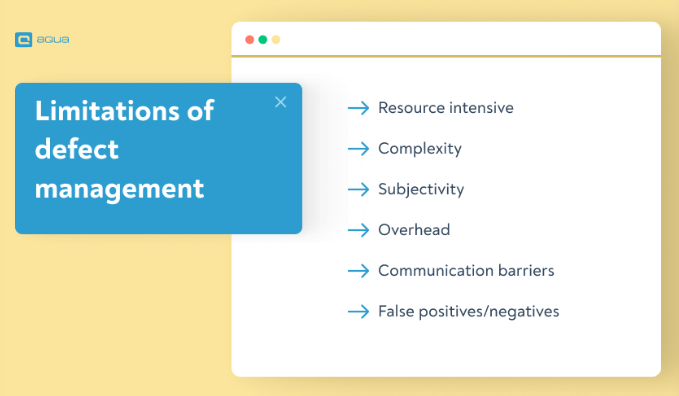 aqua
Limitations of
defect
management
Resource intensive
Complexity
Subjectivity
Overhead
Communication barriers
False positives/negatives